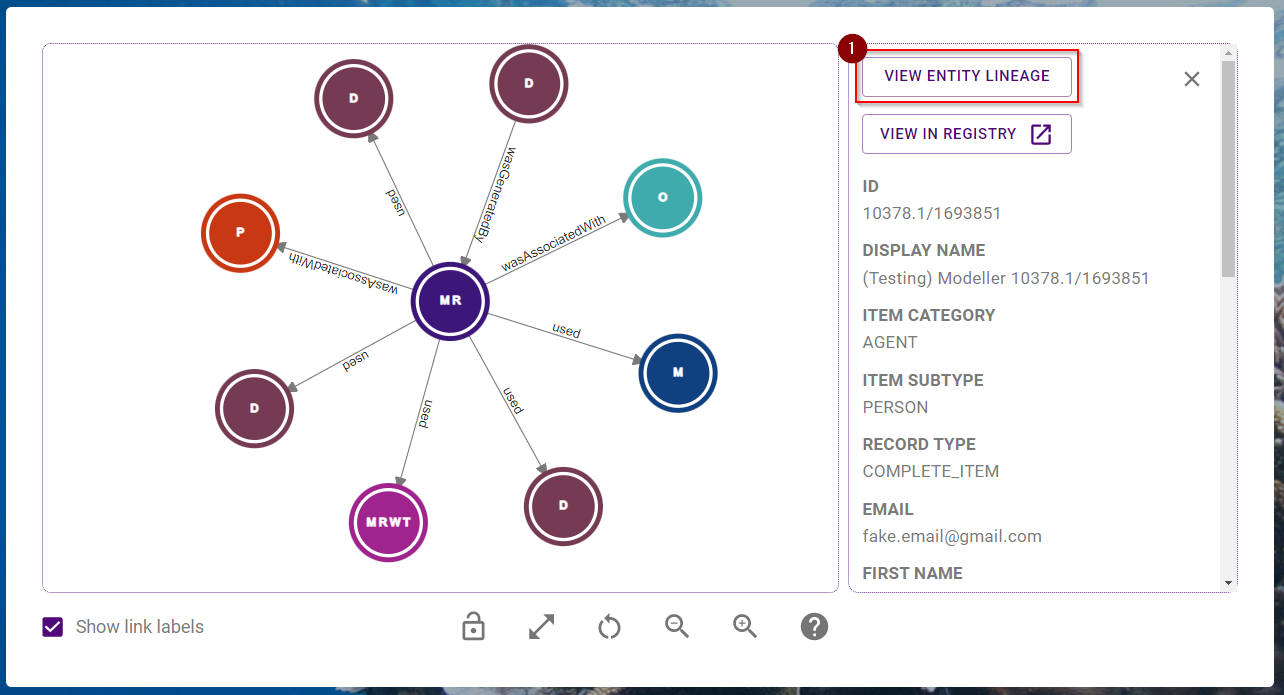 D
D
wasGeneratedBy
used
O
P
wasAssociatedWith
wasAssociatedWith
MR
used
M
used
used
used
D
MRWT
D
Show link labels
1
VIEW ENTITY LINEAGE
VIEW IN REGISTRY
ID
10378.1/1693851
DISPLAY NAME
(Testing) Modeller 10378.1/1693851
ITEM CATEGORY
AGENT
ITEM SUBTYPE
PERSON
RECORD TYPE
COMPLETE_ITEM
EMAIL
fake.email@gmail.com
FIRST NAME